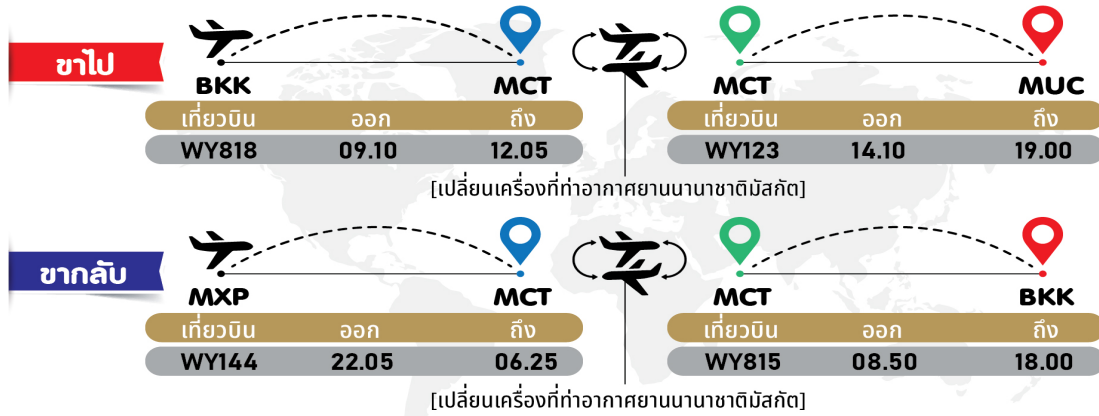 ขาไป
BKK MCT MCT MUC
เที่ยวบิน ออก ถึง เที่ยวบิน ออก ถึง
WY818 09.10 12.05 WY123 14.10 19.00
[เปลี่ยนเครื่องที่ท่าอากาศยานนานาชาติมัสกัต]
ขากลับ
MXP MCT MCT BKK
เที่ยวบิน ออก ถึง เที่ยวบิน ออก ถึง
WY144 22.05 06.25 WY815 08.50 18.00
[เปลี่ยนเครื่องที่ท่าอากาศยานนานาชาติมัสกัต]